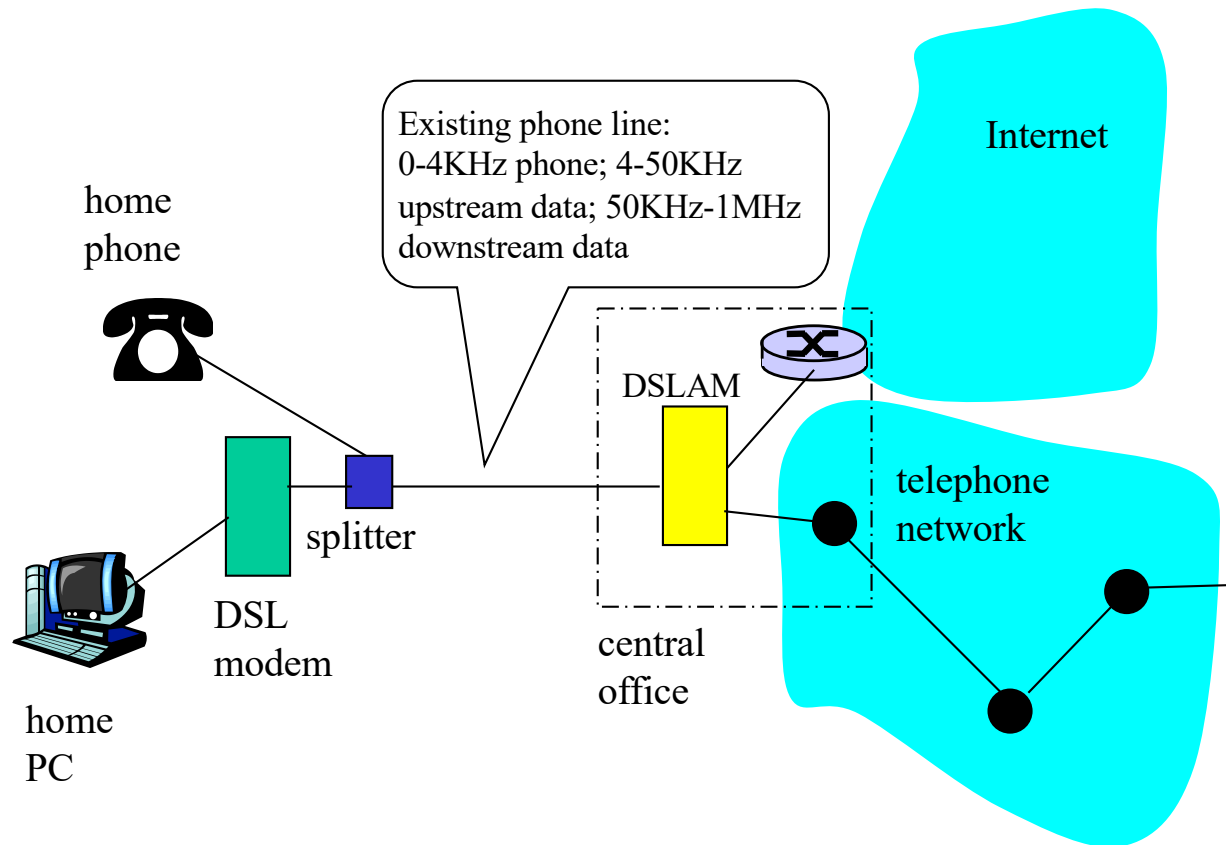 Existing phone line:
0-4KHz phone; 4-50KHz
upstream data; 50KHz-1MHz
downstream data
Internet
home
phone
DSLAM
splitter
telephone
network
DSL
modem
central
office
home
PC